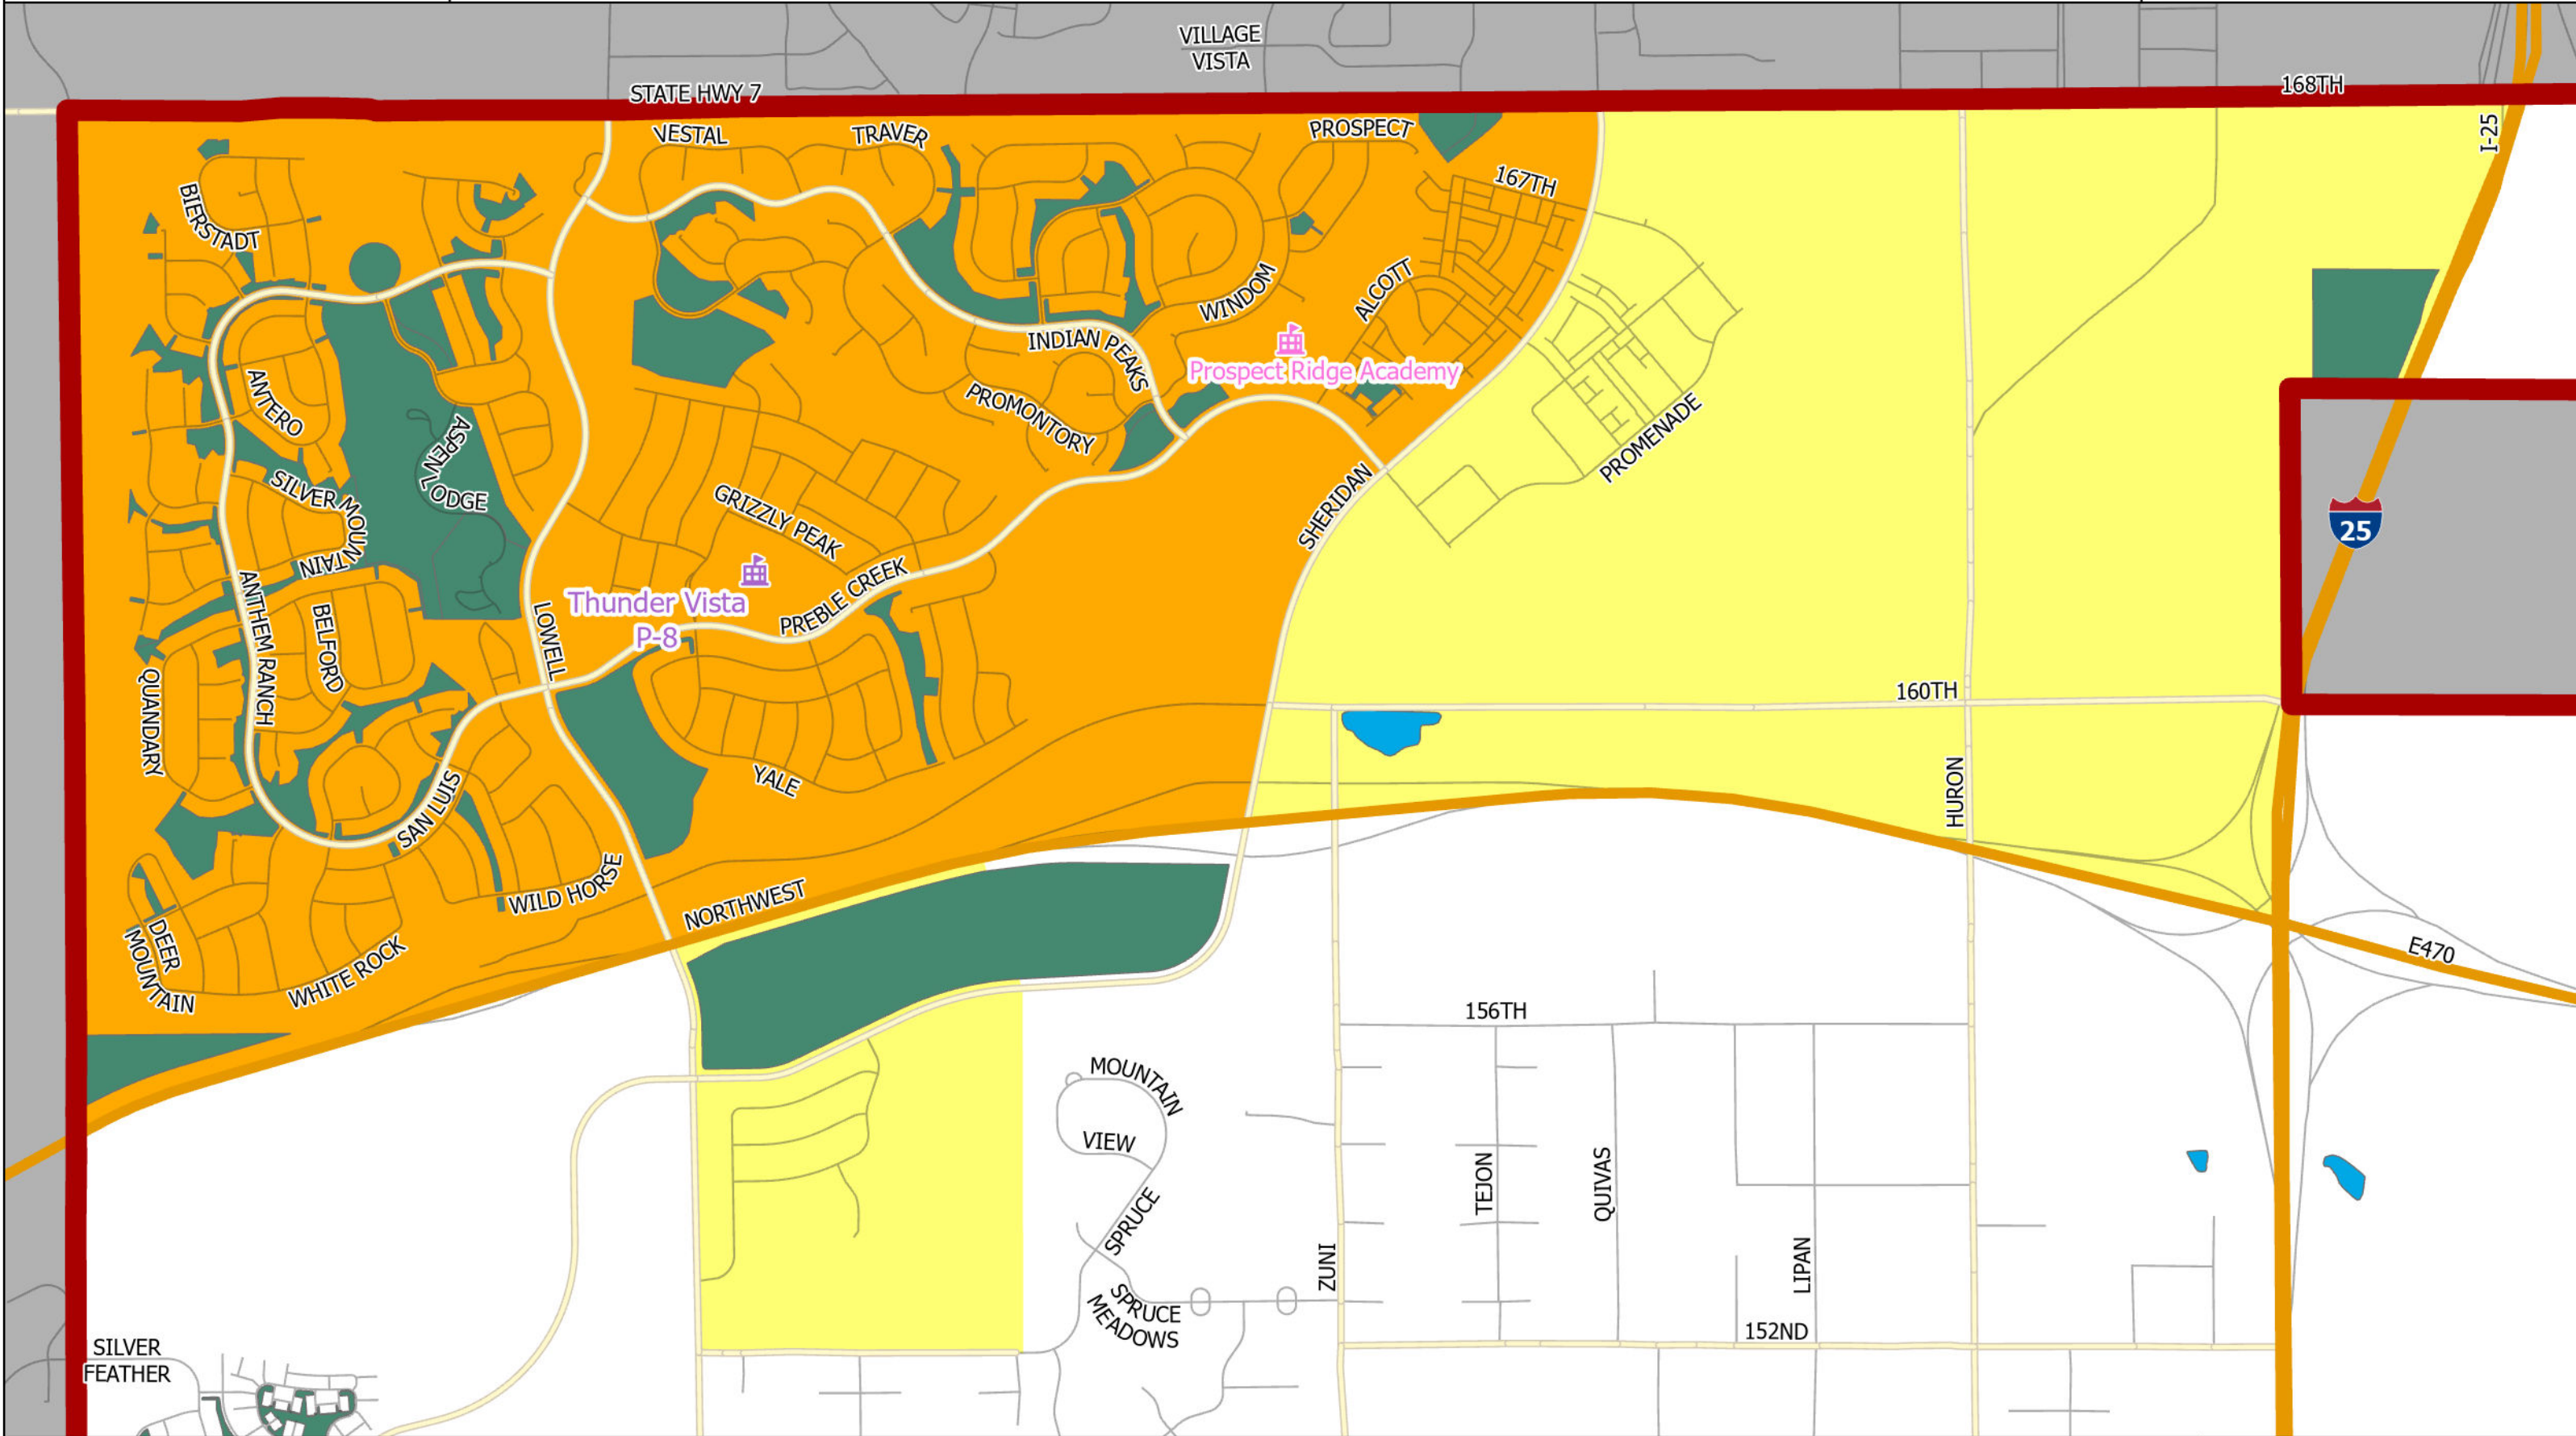 VILLAGE
VISTA
STATE HWY 7
168TH
I-25
VESTAL
TRAVER
PROSPECT
167TH
BIERSTADT
WINDOM
ALCOTT
INDIAN PEAKS
Prospect Ridge Academy
ANTERO
PROMONTORY
PROMENADE
ASPEN LODGE
SILVER MOUNTAIN
GRIZZLY PEAK
SHERIDAN
25
Thunder Vista
P-8
PREBLE CREEK
ANTHEM RANCH
BELFORD
LOWELL
QUANDARY
160TH
YALE
SAN LUIS
HURON
WILD HORSE
NORTHWEST
DEER
MOUNTAIN
WHITE ROCK
E470
156TH
MOUNTAIN
VIEW
SPRUCE
TEJON
QUIVAS
ZUNI
LIPAN
SPRUCE
MEADOWS
152ND
SILVER
FEATHER